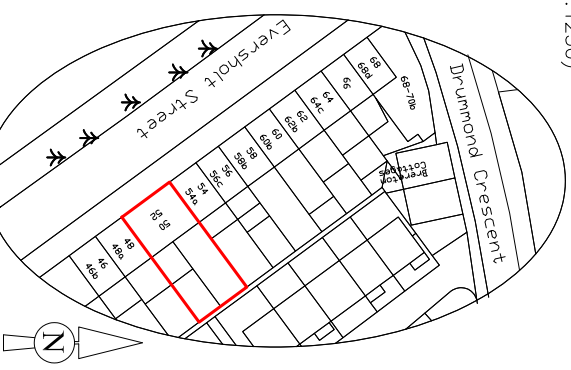 :1250)
Eversholt Street
Drummond Crescent
68-70b
68
68d
66
64
64c
62
62b
60
60b
58
58b
56
56c
54
54a
50
52
48
48a
46
46b
Cottages
N